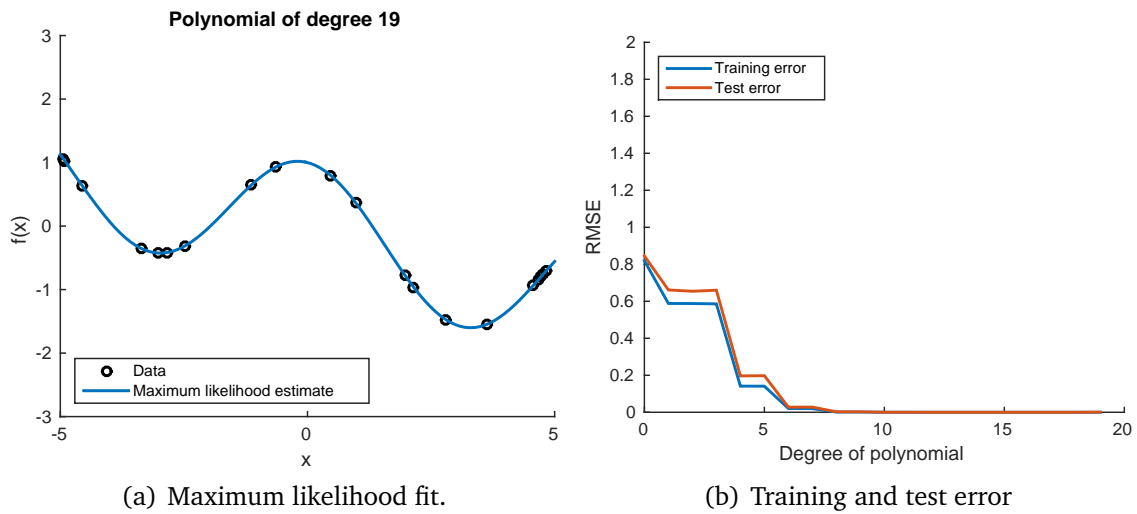 Polynomial of degree 19
3
2
1
0
-1
-2
-3
f(x)
Data
Maximum likelihood estimate
-5
0
5
x
(a) Maximum likelihood fit.
2
1.8
1.6
1.4
1.2
1
0.8
0.6
0.4
0.2
0
RMSE
Training error
Test error
0
5
10
15
20
Degree of polynomial
(b) Training and test error